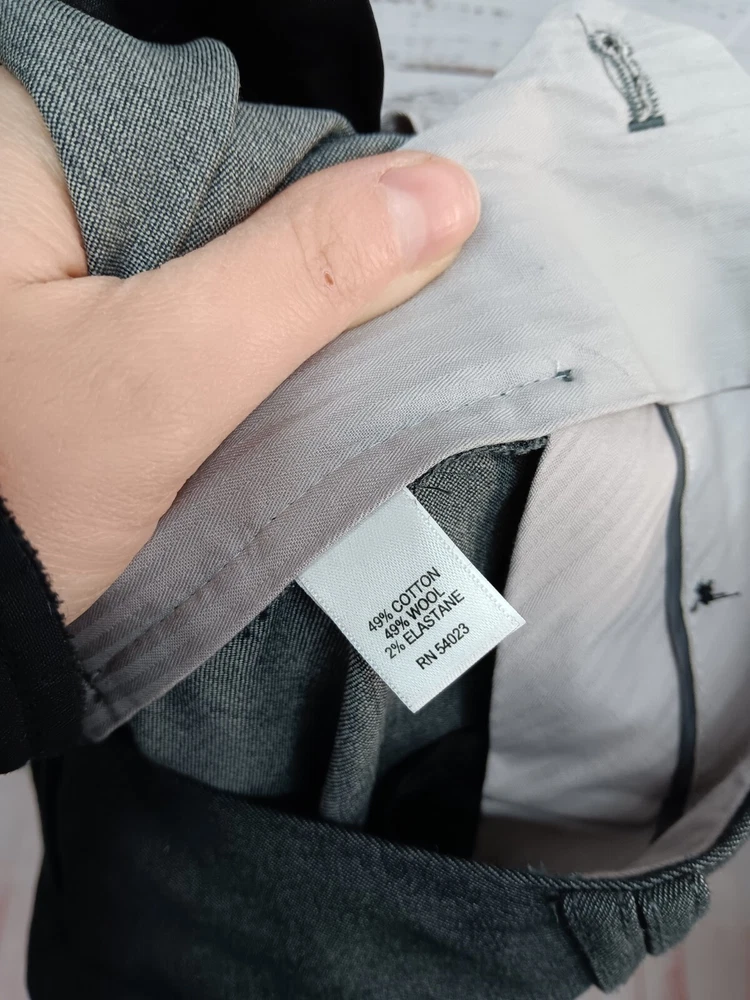 49% COTTON
49% WOOL
2% ELASTANE
RN 54023